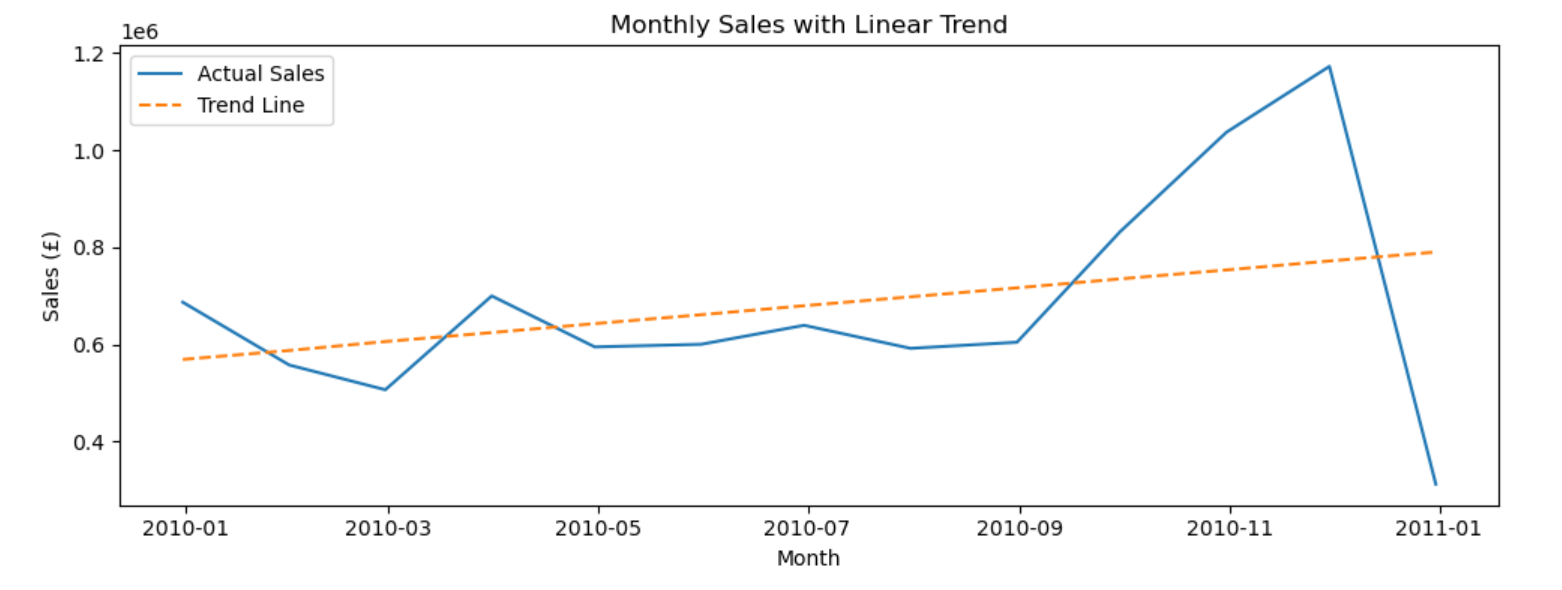 Monthly Sales with Linear Trend
1e6
Actual Sales
Trend Line
1.2
1.0
0.8
0.6
0.4
Sales (£)
2010-01 2010-03 2010-05 2010-07 2010-09 2010-11 2011-01
Month